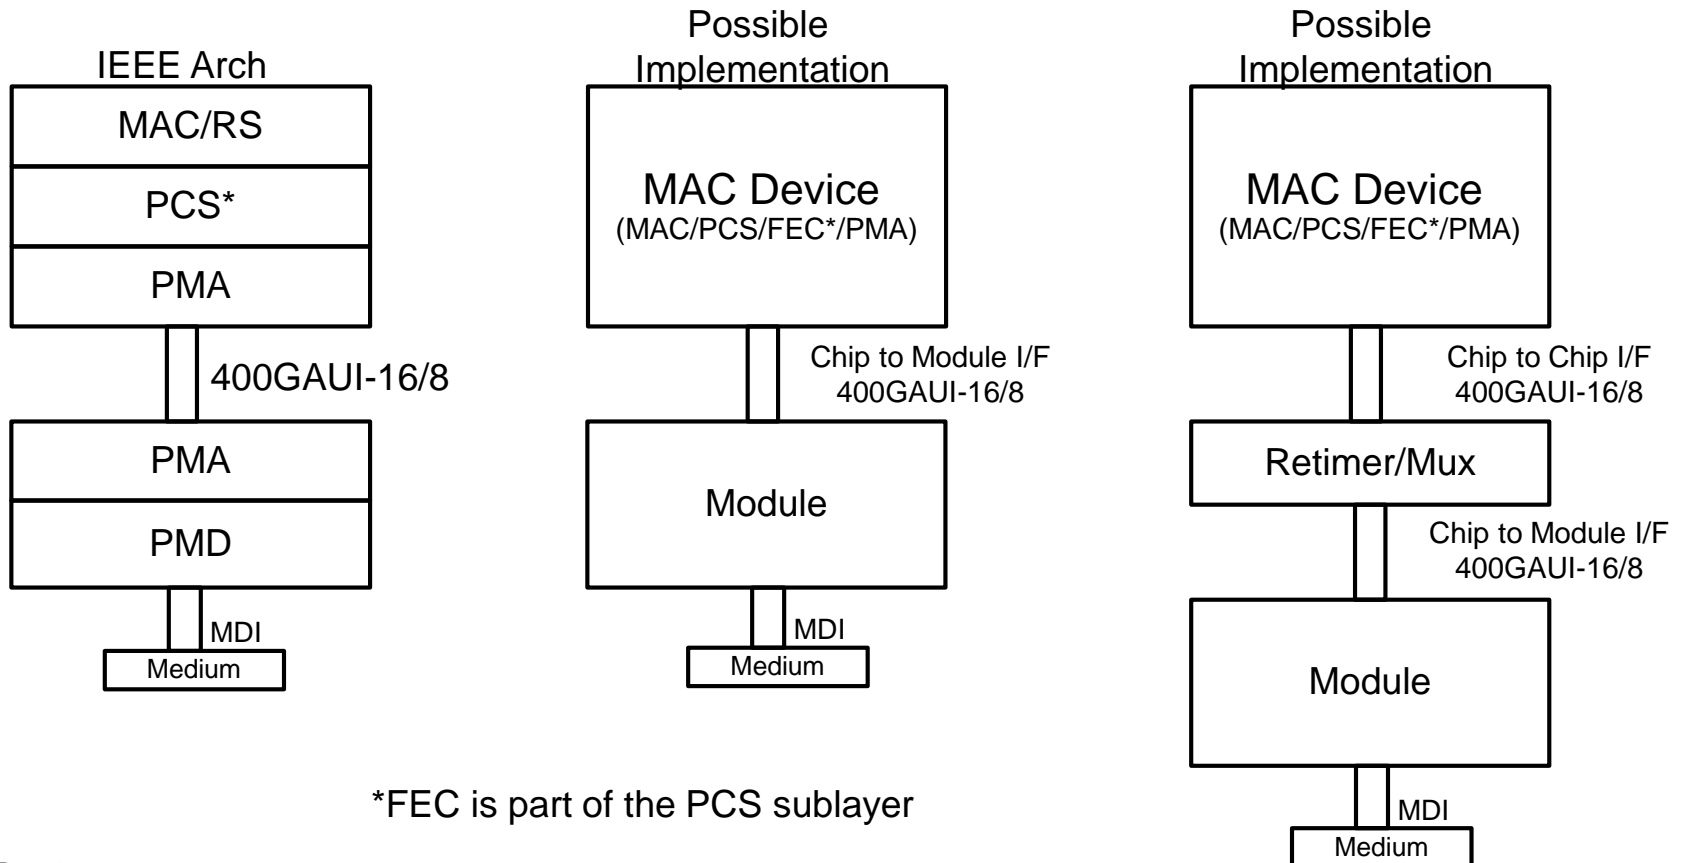 IEEE Arch
MAC/RS
PCS*
PMA
400GAUI-16/8
PMA
PMD
MDI
Medium
Possible
Implementation
MAC Device
(MAC/PCS/FEC*/PMA)
Chip to Module I/F
400GAUI-16/8
Module
MDI
Medium
Possible
Implementation
MAC Device
(MAC/PCS/FEC*/PMA)
Chip to Chip I/F
400GAUI-16/8
Retimer/Mux
Chip to Module I/F
400GAUI-16/8
Module
MDI
Medium
*FEC is part of the PCS sublayer